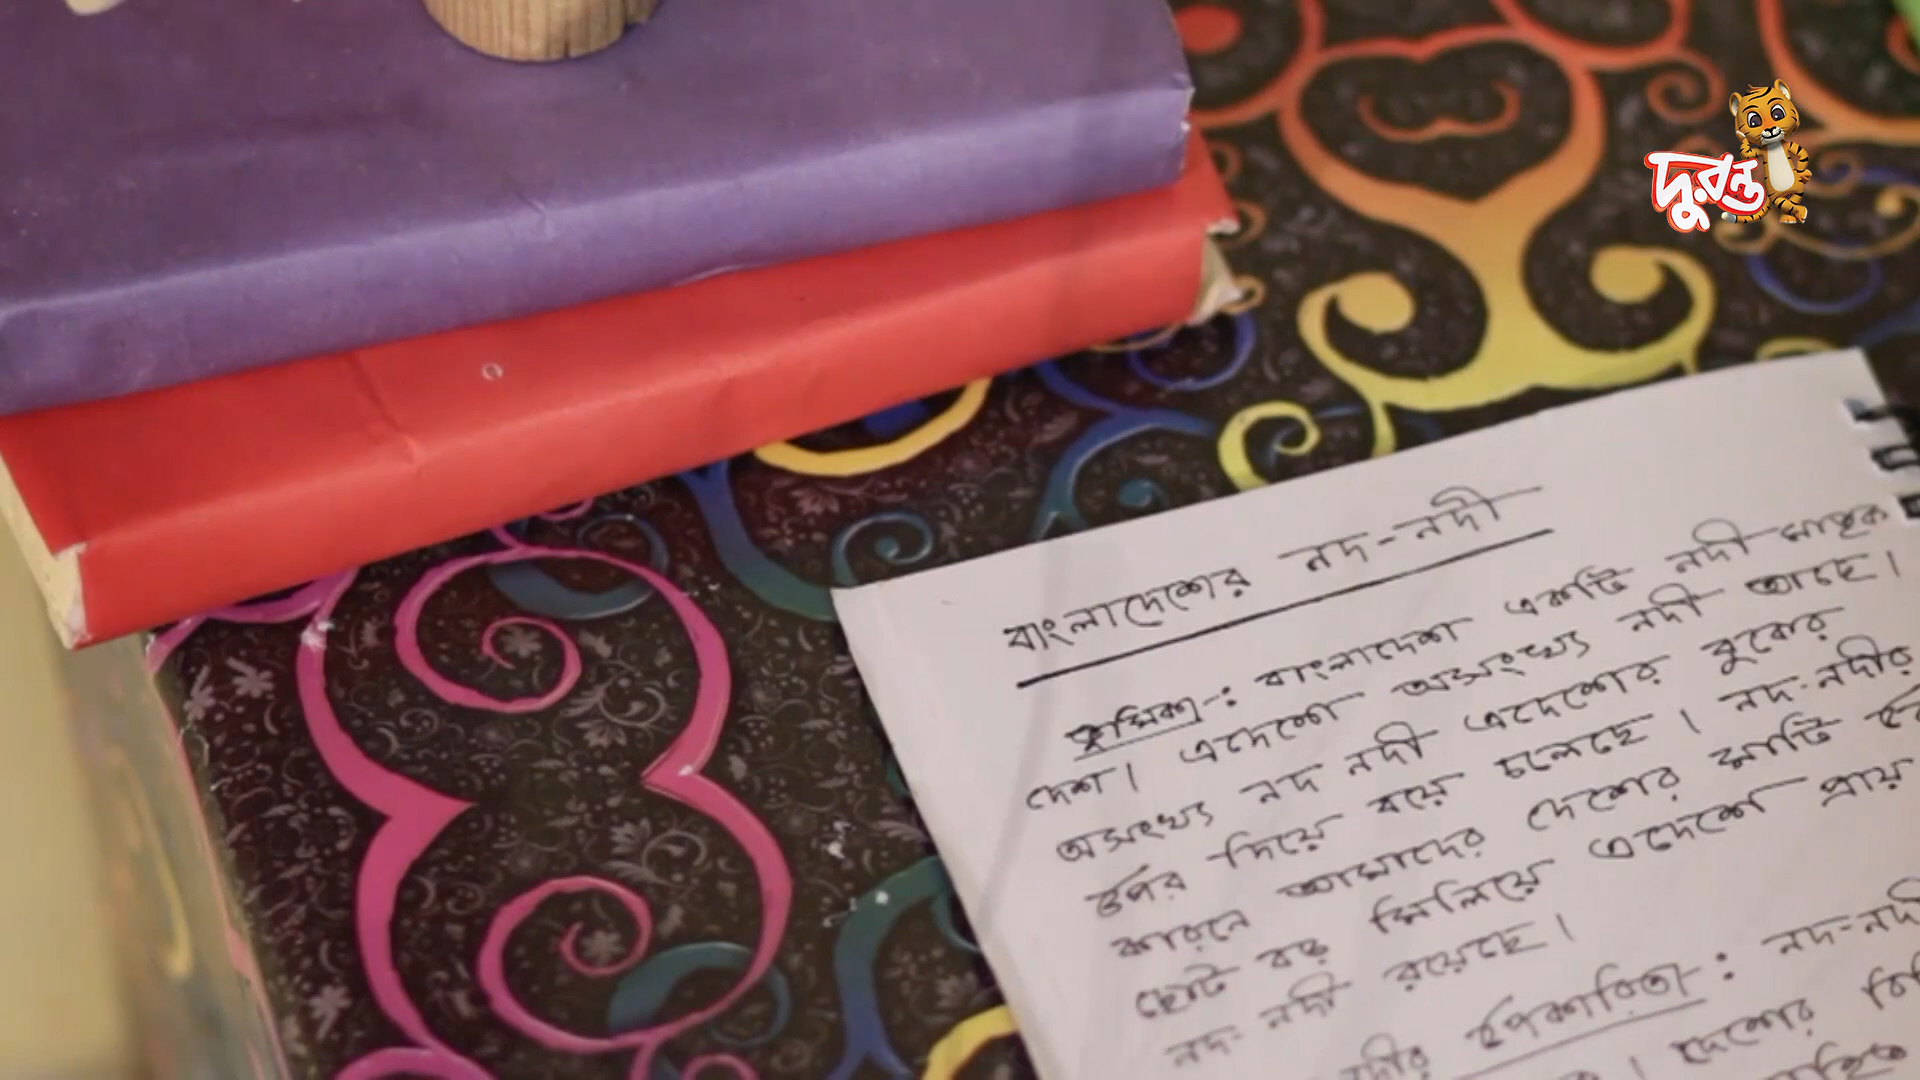 দুরন্ত
বাংলাদেশের নদ-নদী
ভূমিকা : বাংলাদেশ একটি নদী মাতৃক
দেশ। এদেশে অসংখ্য নদী আছে।
অসংখ্য নদ নদী এদেশের বুকের
উপর দিয়ে বয়ে চলেছে। নদ-নদীর
কারনে আমাদের দেশের মাটি
ছোট বড় মিলিয়ে এদেশে প্রায়
নদ-নদী রয়েছে।
উপকারিতা : নদ-নদী
দেশের